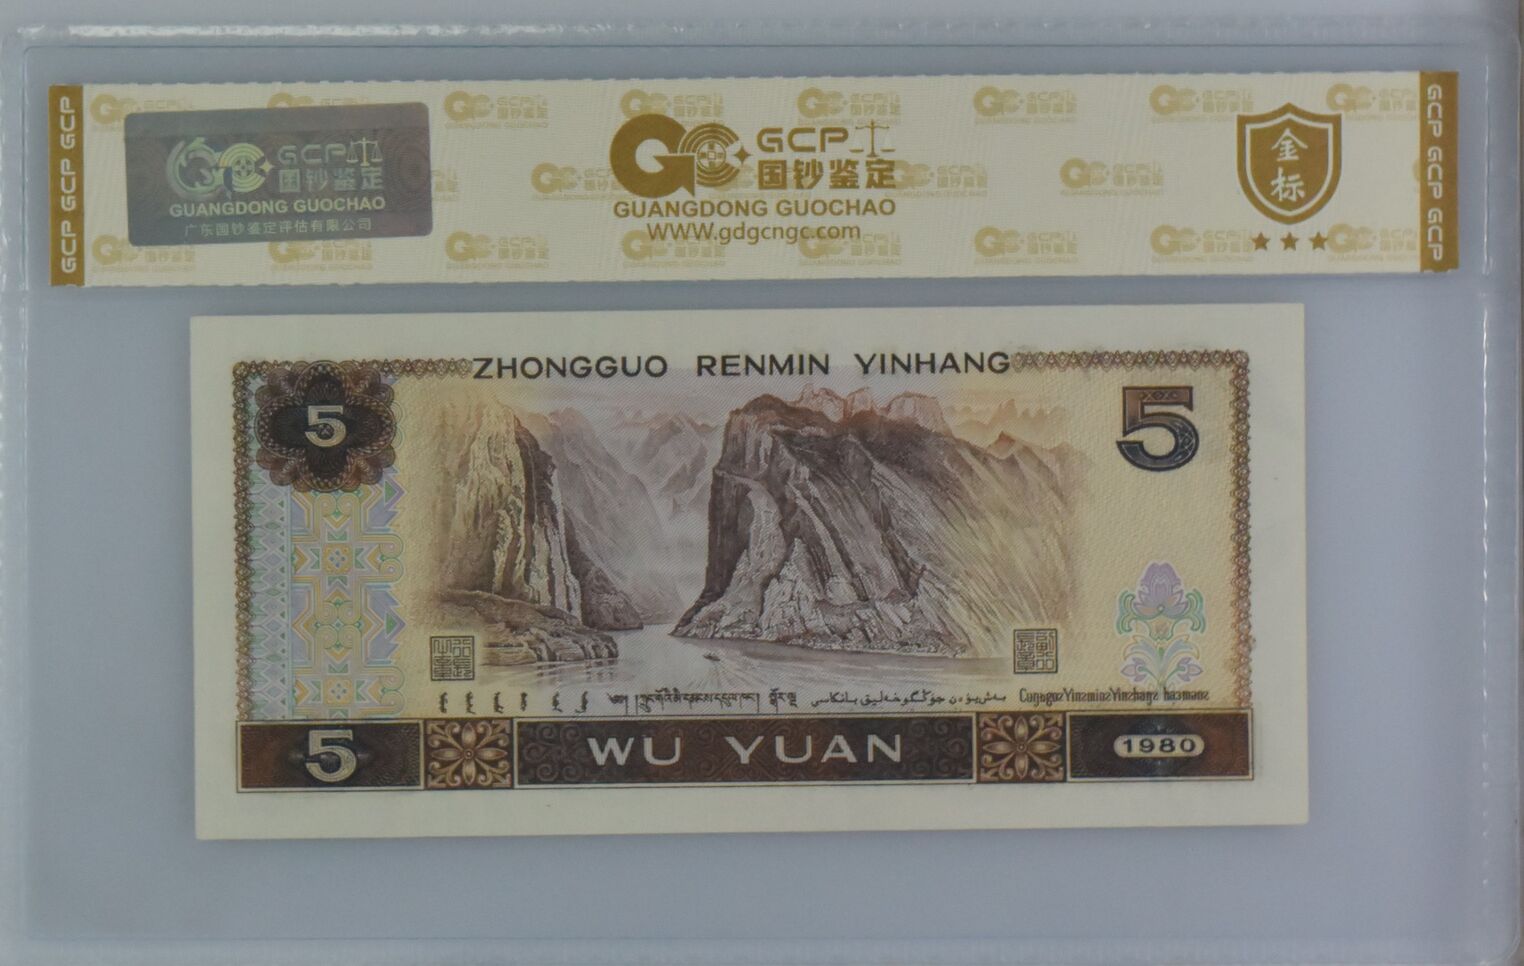 GCP GCP GCP
GCP 国钞鉴定
GUANGDONG GUOCHAO
广东国钞鉴定评估有限公司
GCP
国钞鉴定
GUANGDONG GUOCHAO
WWW.gdgcngc.com
金标
GCP GCP GCP
ZHONGGUO RENMIN YINHANG
5
5
5
WU YUAN
1980